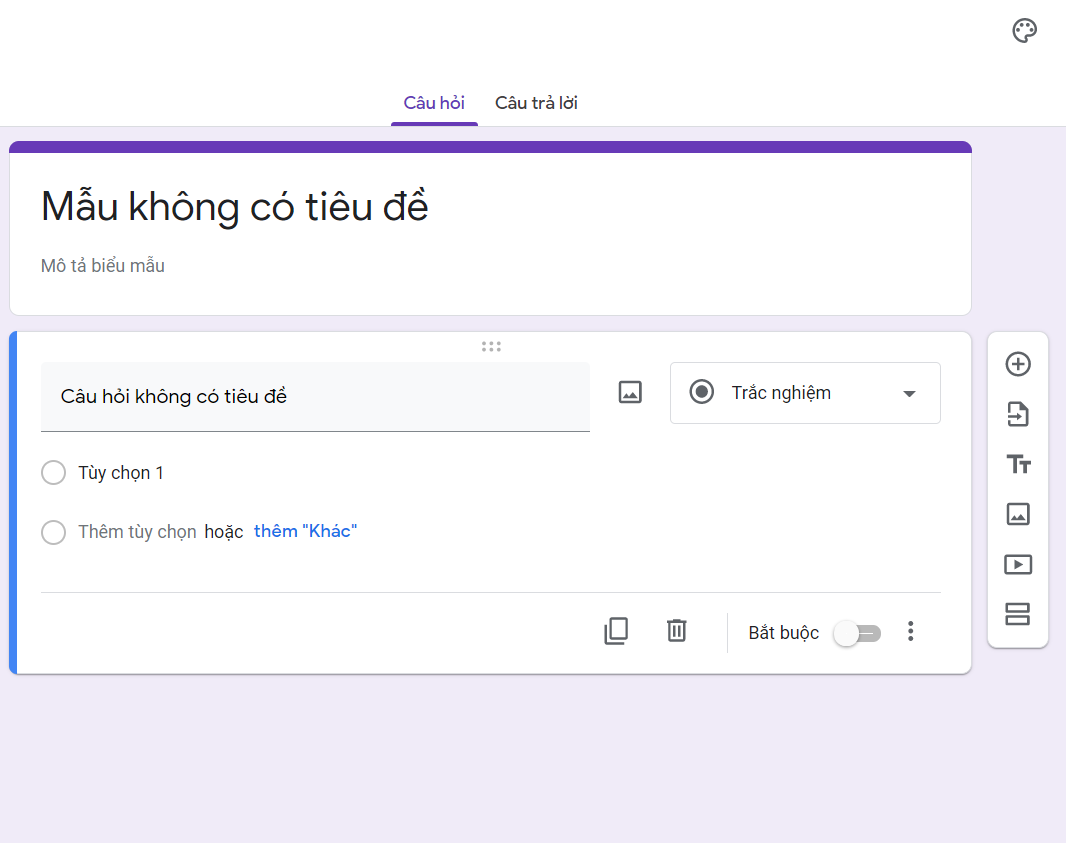 Câu hỏi Câu trả lời
Mẫu không có tiêu đề
Mô tả biểu mẫu
Câu hỏi không có tiêu đề
Trắc nghiệm
Tùy chọn 1
Thêm tùy chọn hoặc thêm "Khác"
Bắt buộc
Tт